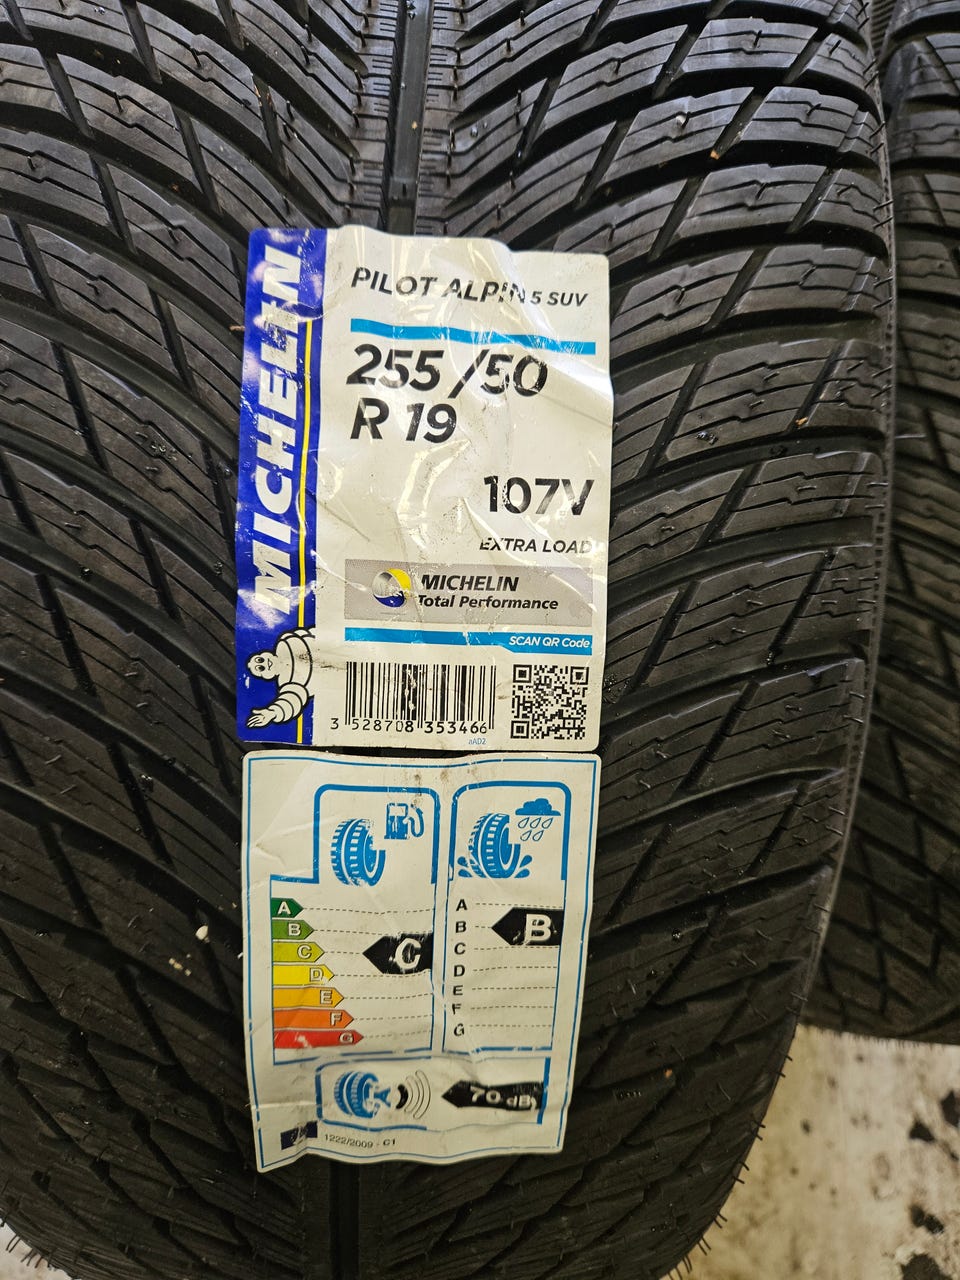 MICHELIN
PILOT ALPIN 5 SUV
255/50
R 19
107V
EXTRA LOAD
MICHELIN
Total Performance
SCAN QR Code
3 528708 353466
aAD2
A
B
C
D
E
F
G
C
A
B
C
D
E
F
G
B
70 dB
1222/2009 - C1